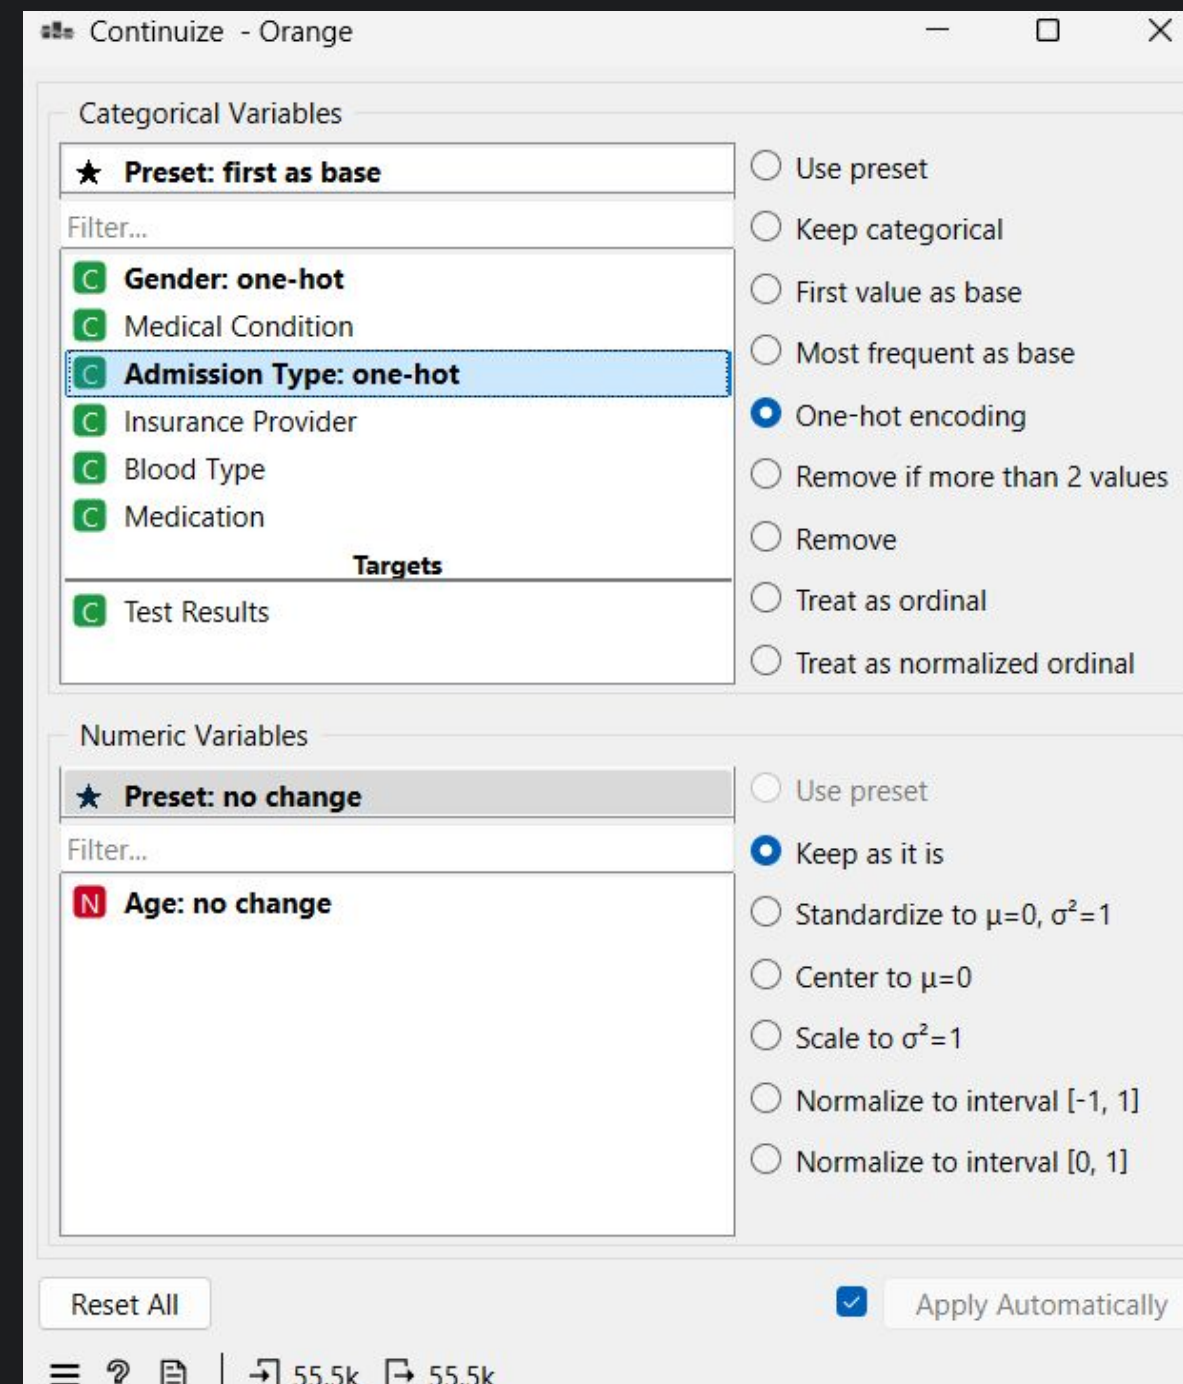 Continuize - Orange
Categorical Variables
Preset: first as base
Filter...
C Gender: one-hot
C Medical Condition
C Admission Type: one-hot
C Insurance Provider
C Blood Type
C Medication
Targets
C Test Results
Use preset
Keep categorical
First value as base
Most frequent as base
One-hot encoding
Remove if more than 2 values
Remove
Treat as ordinal
Treat as normalized ordinal
Numeric Variables
Preset: no change
Filter...
N Age: no change
Use preset
Keep as it is
Standardize to μ=0, σ²=1
Center to μ=0
Scale to σ²=1
Normalize to interval [-1, 1]
Normalize to interval [0, 1]
Reset All
Apply Automatically
? 55.5k 55.5k